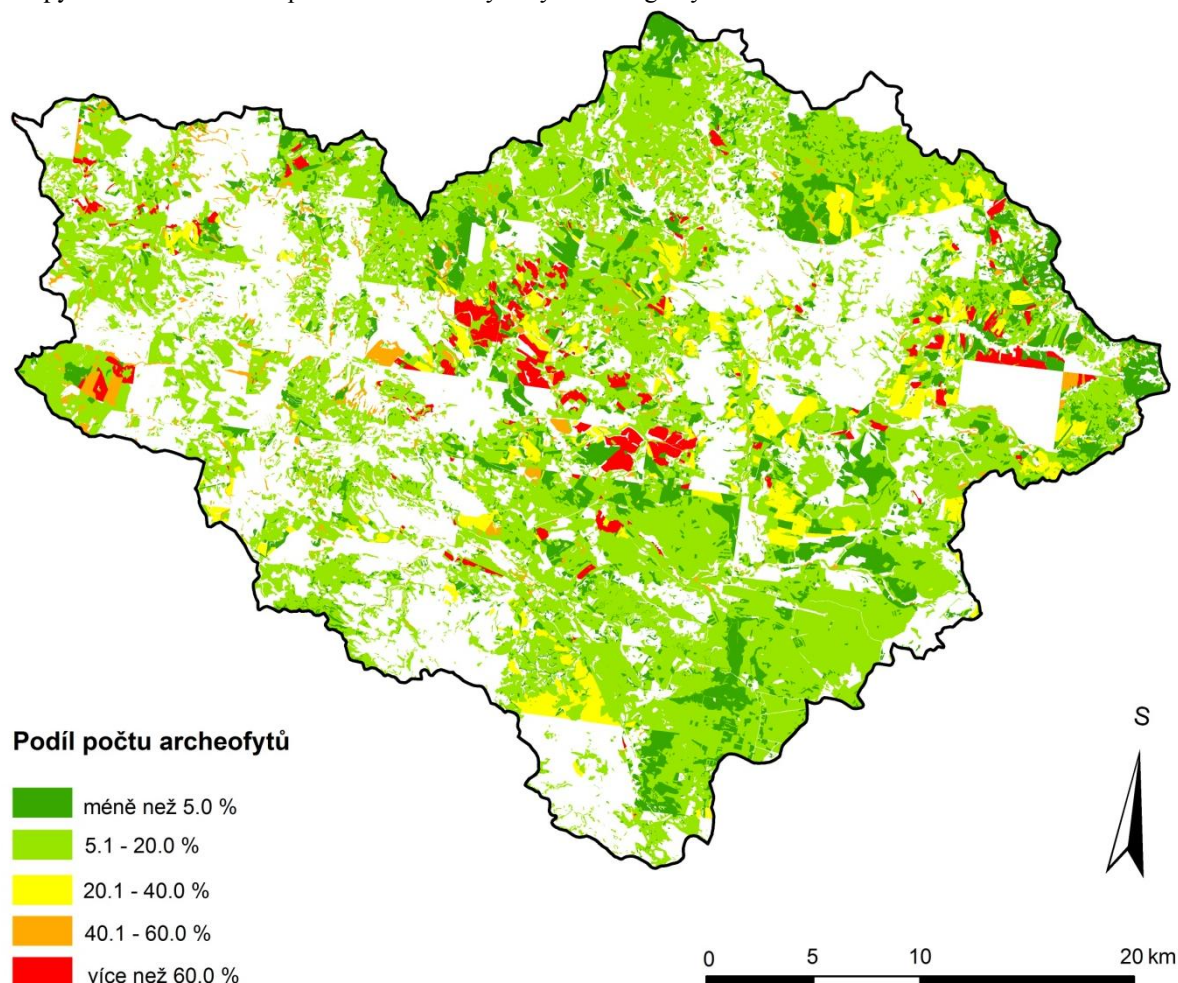 S
Podíl počtu archeofytů
méně než 5.0 %
5.1 - 20.0 %
20.1 - 40.0 %
40.1 - 60.0 %
více než 60.0 %
0 5 10 20 km